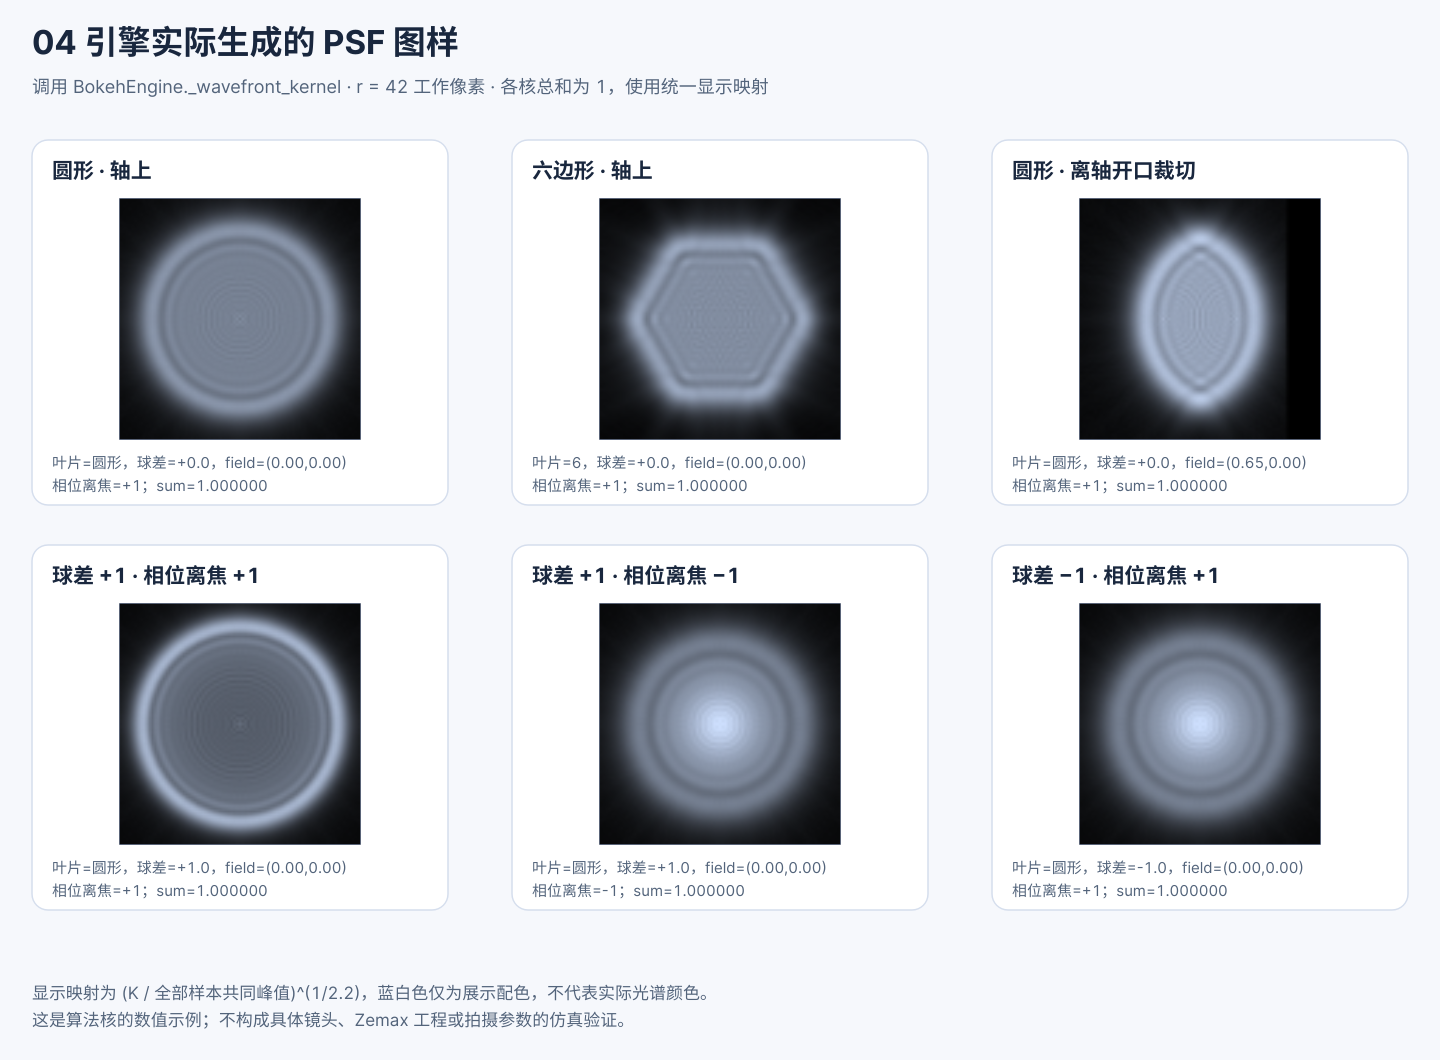 04 引擎实际生成的 PSF 图样
调用 BokehEngine._wavefront_kernel · r = 42 工作像素 · 各核总和为 1，使用统一显示映射
圆形 · 轴上
叶片=圆形，球差=+0.0，field=(0.00,0.00)
相位离焦=+1；sum=1.000000
六边形 · 轴上
叶片=6，球差=+0.0，field=(0.00,0.00)
相位离焦=+1；sum=1.000000
圆形 · 离轴开口裁切
叶片=圆形，球差=+0.0，field=(0.65,0.00)
相位离焦=+1；sum=1.000000
球差 +1 · 相位离焦 +1
叶片=圆形，球差=+1.0，field=(0.00,0.00)
相位离焦=+1；sum=1.000000
球差 +1 · 相位离焦 −1
叶片=圆形，球差=+1.0，field=(0.00,0.00)
相位离焦=-1；sum=1.000000
球差 −1 · 相位离焦 +1
叶片=圆形，球差=-1.0，field=(0.00,0.00)
相位离焦=+1；sum=1.000000
显示映射为 (K / 全部样本共同峰值)^(1/2.2)，蓝白色仅为展示配色，不代表实际光谱颜色。
这是算法核的数值示例；不构成具体镜头、Zemax 工程或拍摄参数的仿真验证。